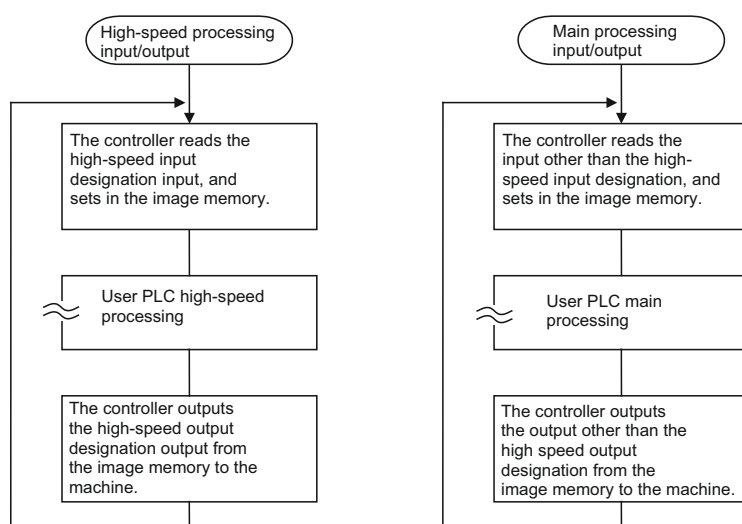 High-speed processing
input/output
The controller reads the
high-speed input
designation input, and
sets in the image memory.
User PLC high-speed
processing
The controller outputs
the high-speed output
designation output from
the image memory to the
machine.
Main processing
input/output
The controller reads the
input other than the high-
speed input designation, and
sets in the image memory.
User PLC main
processing
The controller outputs
the output other than the
high speed output
designation from the
image memory to the machine.